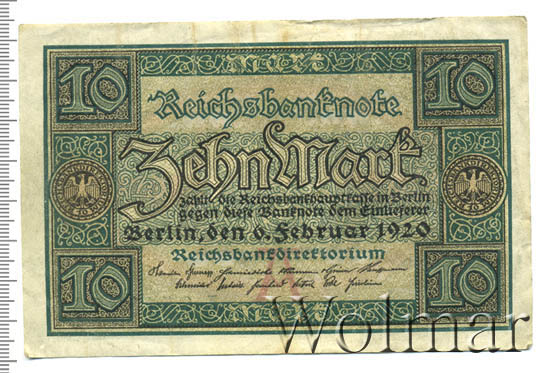 10 10
Reichsbanknote
Zehn Mark
zahlt die Reichsbankhauptkasse in Berlin
gegen diese Banknote dem Einlieferer
Berlin, den 6. Februar 1920
Reichsbankdirektorium
10 10
Wolmar